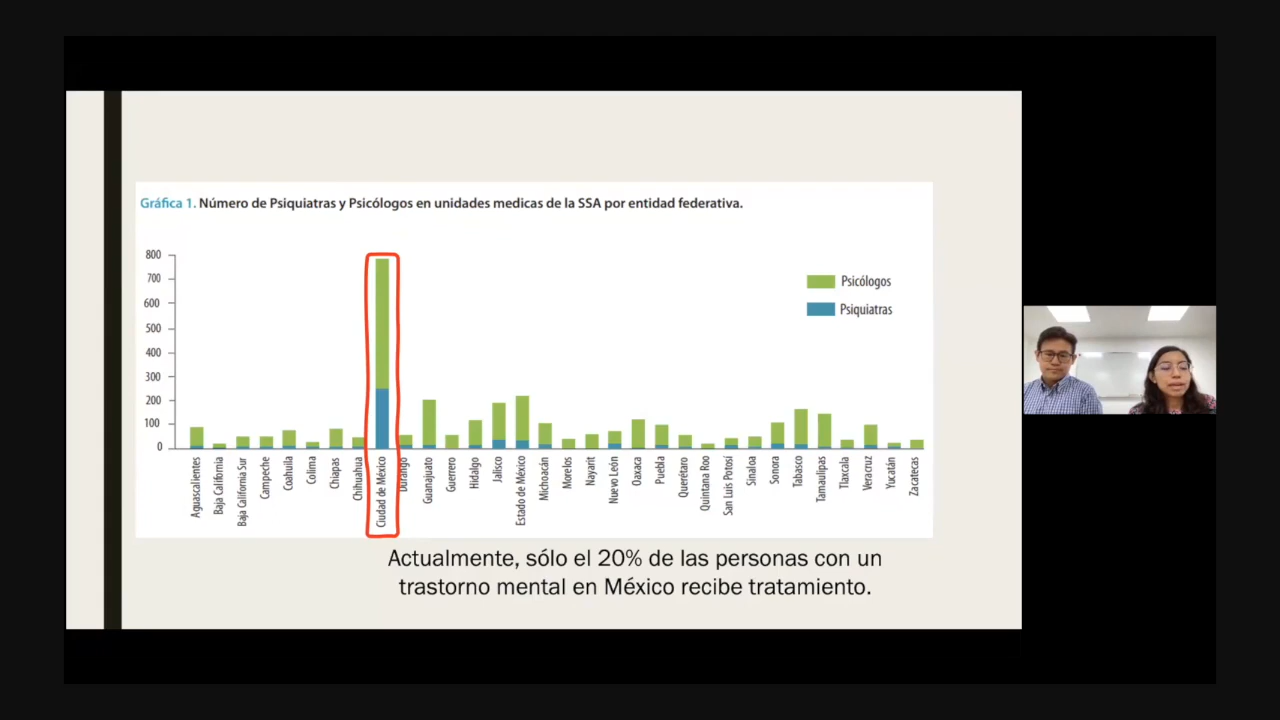 Gráfica 1. Número de Psiquiatras y Psicólogos en unidades medicas de la SSA por entidad federativa.
800
700
600
500
400
300
200
100
0
Psicólogos
Psiquiatras
Aguascalientes
Baja California
Baja California Sur
Campeche
Coahuila
Colima
Chiapas
Chihuahua
Ciudad de México
Durango
Guanajuato
Guerrero
Hidalgo
Jalisco
Estado de México
Michoacán
Morelos
Nayarit
Nuevo León
Oaxaca
Puebla
Querétaro
Quintana Roo
San Luis Potosí
Sinaloa
Sonora
Tabasco
Tamaulipas
Tlaxcala
Veracruz
Yucatán
Zacatecas
Actualmente, sólo el 20% de las personas con un
trastorno mental en México recibe tratamiento.